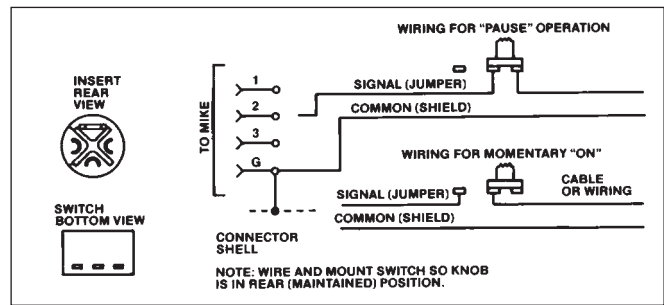 WIRING FOR "PAUSE" OPERATION
INSERT
REAR
VIEW
TO MIKE
1
2
3
G
SIGNAL (JUMPER)
COMMON (SHIELD)
WIRING FOR MOMENTARY "ON"
CABLE
OR WIRING
SIGNAL (JUMPER)
COMMON (SHIELD)
SWITCH
BOTTOM VIEW
CONNECTOR
SHELL
NOTE: WIRE AND MOUNT SWITCH SO KNOB
IS IN REAR (MAINTAINED) POSITION.